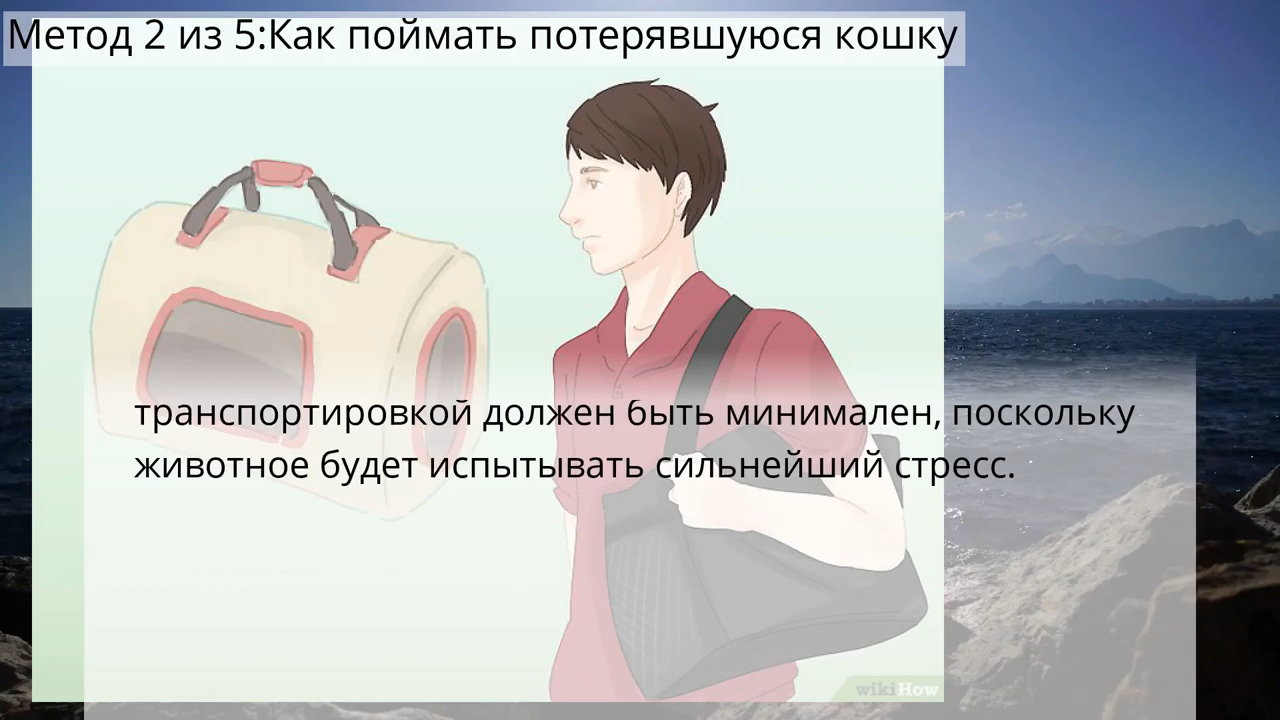 Метод 2 из 5:Как поймать потерявшуюся кошку
транспортировкой должен быть минимален, поскольку
животное будет испытывать сильнейший стресс.
wikiHow